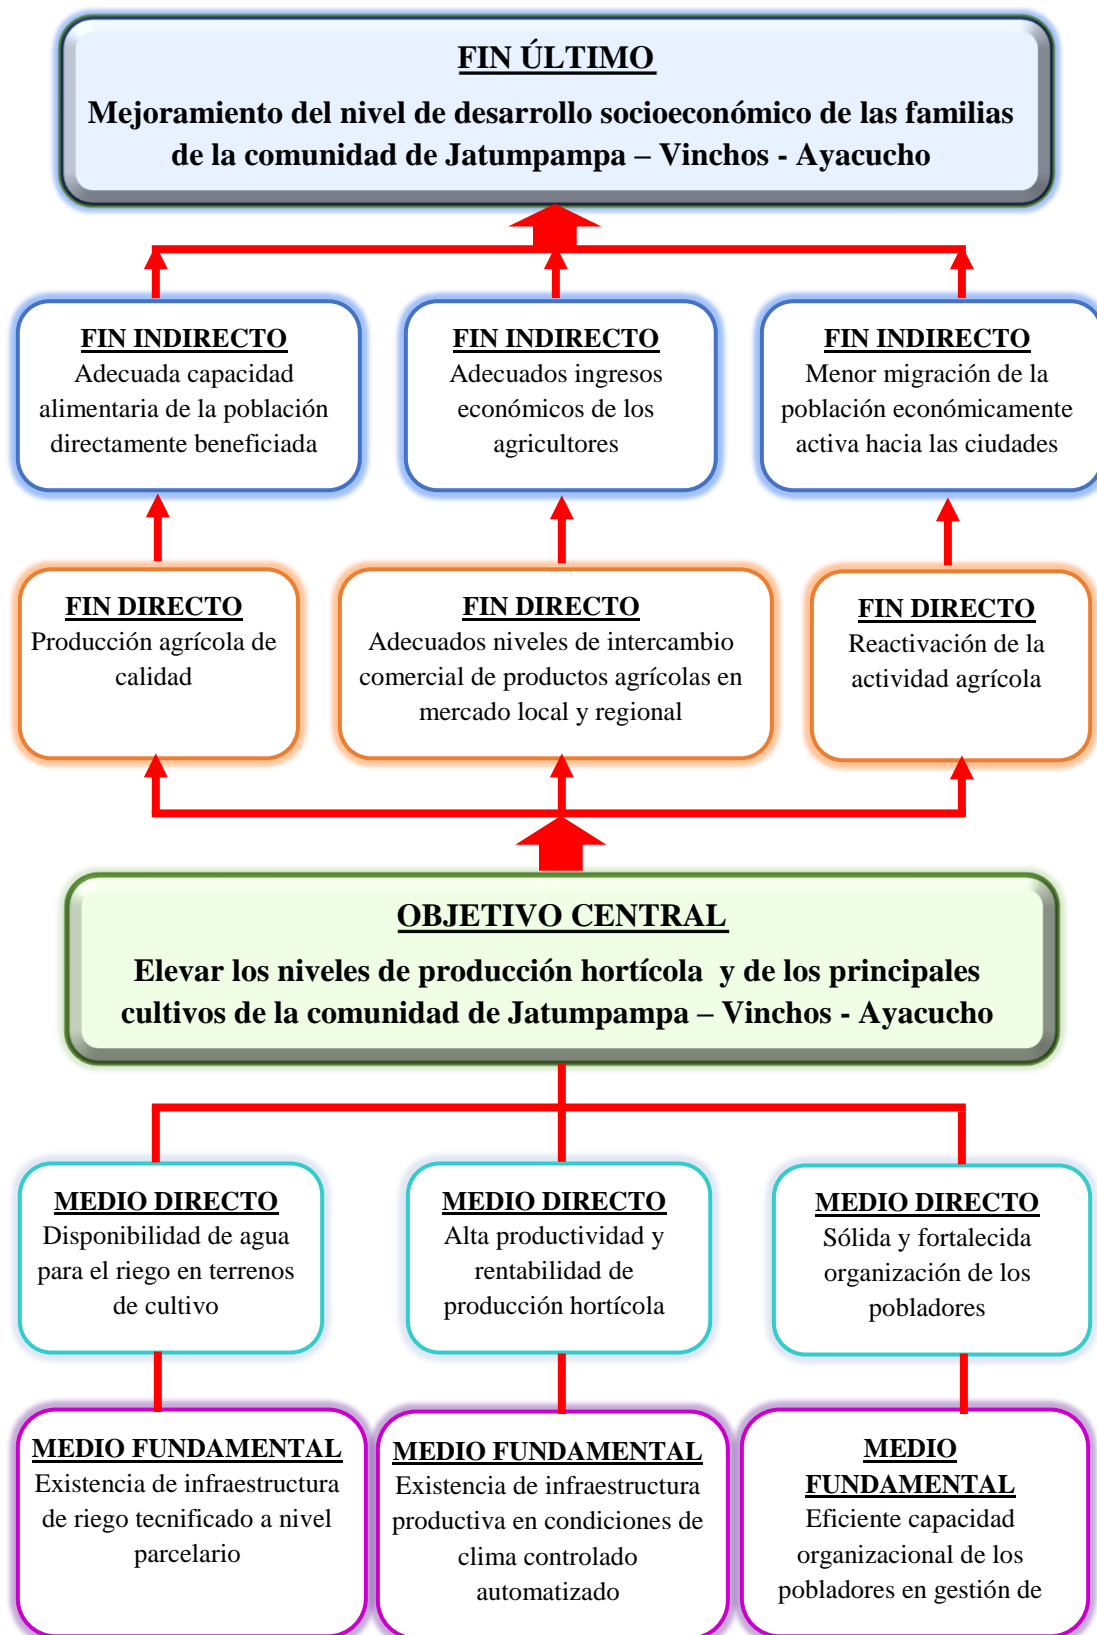 FIN ÚLTIMO
Mejoramiento del nivel de desarrollo socioeconómico de las familias
de la comunidad de Jatumpampa – Vinchos - Ayacucho
FIN INDIRECTO
Adecuada capacidad
alimentaria de la población
directamente beneficiada
FIN INDIRECTO
Adecuados ingresos
económicos de los
agricultores
FIN INDIRECTO
Menor migración de la
población económicamente
activa hacia las ciudades
FIN DIRECTO
Producción agrícola de
calidad
FIN DIRECTO
Adecuados niveles de intercambio
comercial de productos agrícolas en
mercado local y regional
FIN DIRECTO
Reactivación de la
actividad agrícola
OBJETIVO CENTRAL
Elevar los niveles de producción hortícola  y de los principales
cultivos de la comunidad de Jatumpampa – Vinchos - Ayacucho
MEDIO DIRECTO
Disponibilidad de agua
para el riego en terrenos
de cultivo
MEDIO DIRECTO
Alta productividad y
rentabilidad de
producción hortícola
MEDIO DIRECTO
Sólida y fortalecida
organización de los
pobladores
MEDIO FUNDAMENTAL
Existencia de infraestructura
de riego tecnificado a nivel
parcelario
MEDIO FUNDAMENTAL
Existencia de infraestructura
productiva en condiciones de
clima controlado
automatizado
MEDIO
FUNDAMENTAL
Eficiente capacidad
organizacional de los
pobladores en gestión de